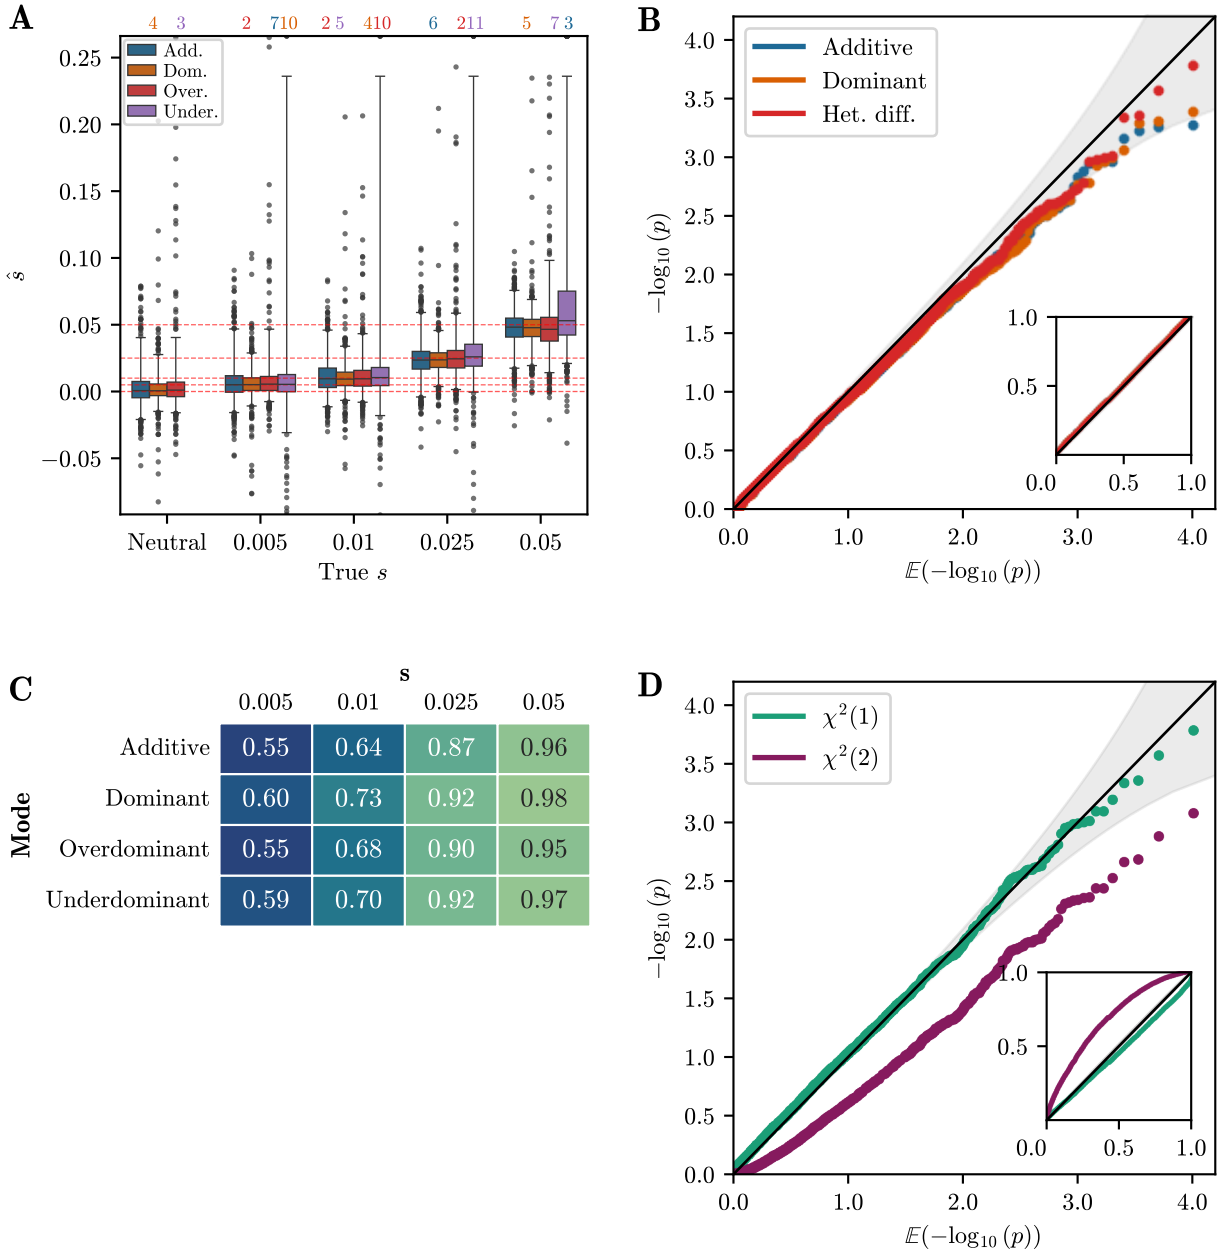 A
4 3 2 710 2 5 410 6 211 5 7 3
0.25
0.20
0.15
0.10
0.05
0.00
−0.05
ŝ
Add.
Dom.
Over.
Under.
Neutral 0.005 0.01 0.025 0.05
True s
B
4.0
3.5
3.0
2.5
2.0
1.5
1.0
0.5
0.0
−log10 (p)
Additive
Dominant
Het. diff.
1.0
0.5
0.0 0.5 1.0
0.0 1.0 2.0 3.0 4.0
𝔼(−log10 (p))
C
s
0.005 0.01 0.025 0.05
Mode
Additive 0.55 0.64 0.87 0.96
Dominant 0.60 0.73 0.92 0.98
Overdominant 0.55 0.68 0.90 0.95
Underdominant 0.59 0.70 0.92 0.97
D
4.0
3.5
3.0
2.5
2.0
1.5
1.0
0.5
0.0
−log10 (p)
χ²(1)
χ²(2)
1.0
0.5
0.0 0.5 1.0
0.0 1.0 2.0 3.0 4.0
𝔼(−log10 (p))